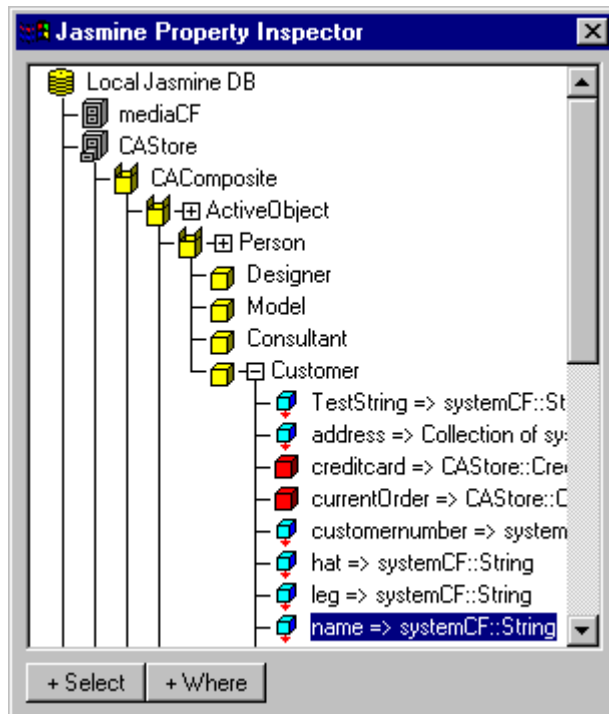 Jasmine Property Inspector
Local Jasmine DB
mediaCF
CAStore
CAComposite
ActiveObject
Person
Designer
Model
Consultant
Customer
TestString => systemCF::St
address => Collection of sy
creditcard => CAStore::Cre
currentOrder => CAStore::C
customernumber => system
hat => systemCF::String
leg => systemCF::String
name => systemCF::String
+ Select + Where